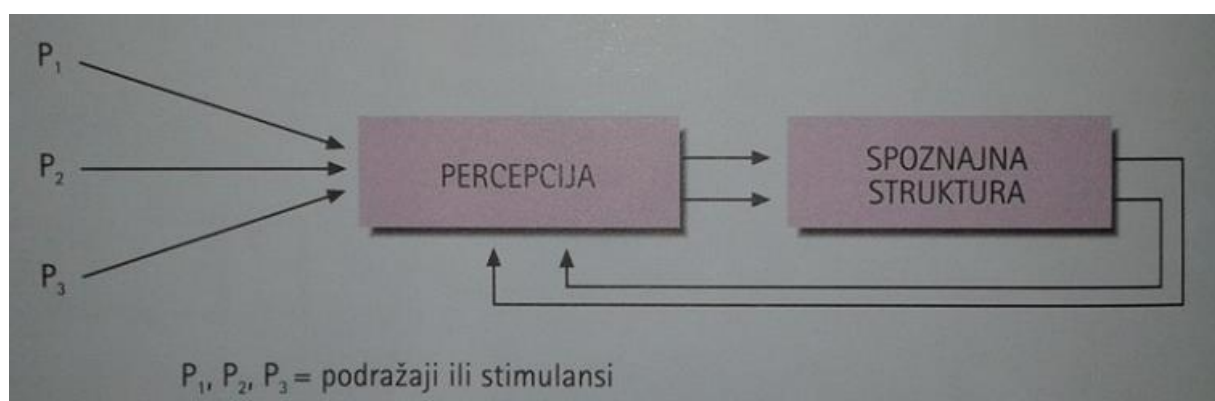 P₁
P₂
P₃
PERCEPCIJA
SPOZNAJNA
STRUKTURA
P₁, P₂, P₃ = podražaji ili stimulansi